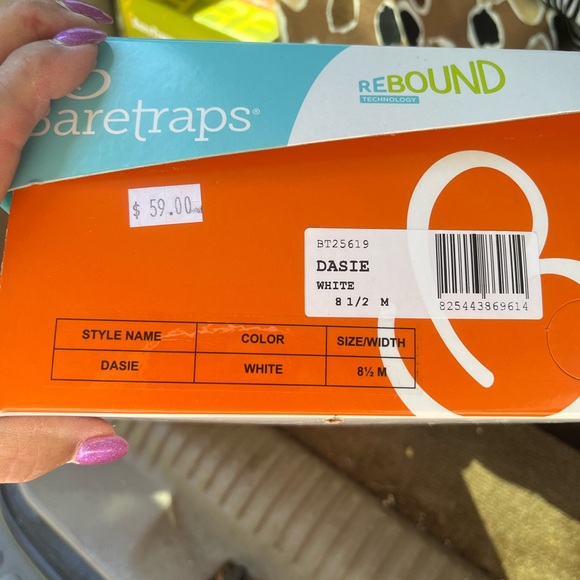 Baretraps®
REBOUND
TECHNOLOGY
$ 59.00
BT25619
DASIE
WHITE
8 1/2 M
825443869614
STYLE NAME COLOR SIZE/WIDTH
DASIE WHITE 8½ M